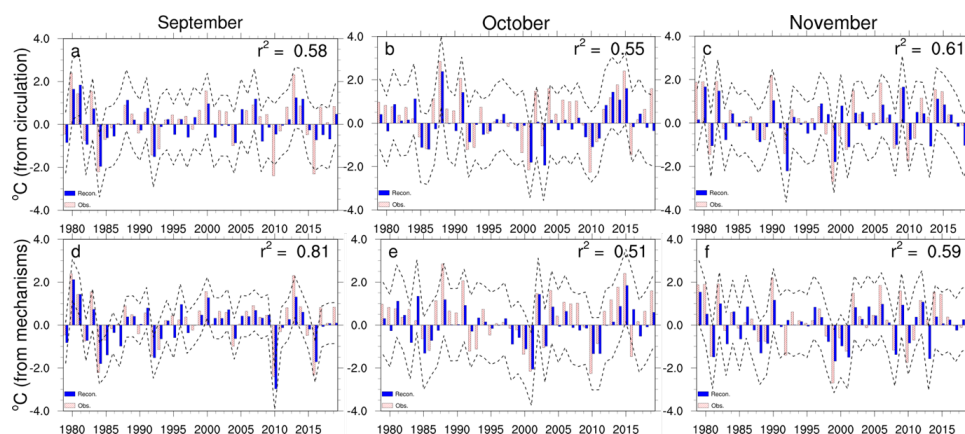 September
October
November
°C (from circulation)
4.0
2.0
0.0
-2.0
-4.0
a
r² = 0.58
Recon.
Obs.
1980 1985 1990 1995 2000 2005 2010 2015
4.0
2.0
0.0
-2.0
-4.0
b
r² = 0.55
Recon.
Obs.
1980 1985 1990 1995 2000 2005 2010 2015
4.0
2.0
0.0
-2.0
-4.0
c
r² = 0.61
Recon.
Obs.
1980 1985 1990 1995 2000 2005 2010 2015
°C (from mechanisms)
4.0
2.0
0.0
-2.0
-4.0
d
r² = 0.81
Recon.
Obs.
1980 1985 1990 1995 2000 2005 2010 2015
4.0
2.0
0.0
-2.0
-4.0
e
r² = 0.51
Recon.
Obs.
1980 1985 1990 1995 2000 2005 2010 2015
4.0
2.0
0.0
-2.0
-4.0
f
r² = 0.59
Recon.
Obs.
1980 1985 1990 1995 2000 2005 2010 2015